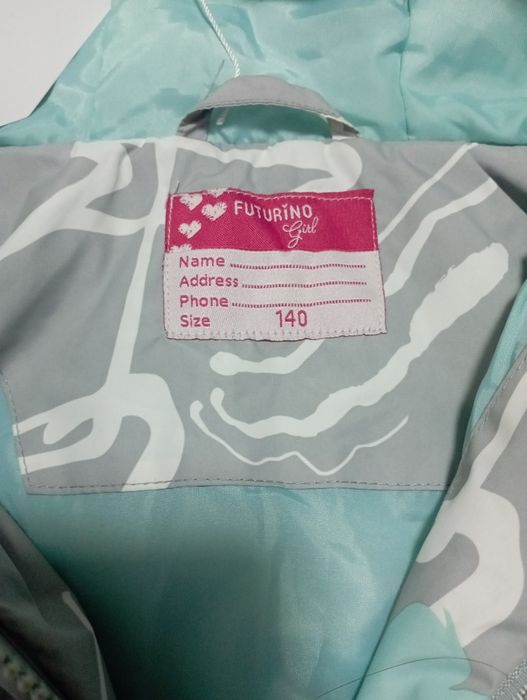 FUTURINO
Girl
Name
Address
Phone
Size 140